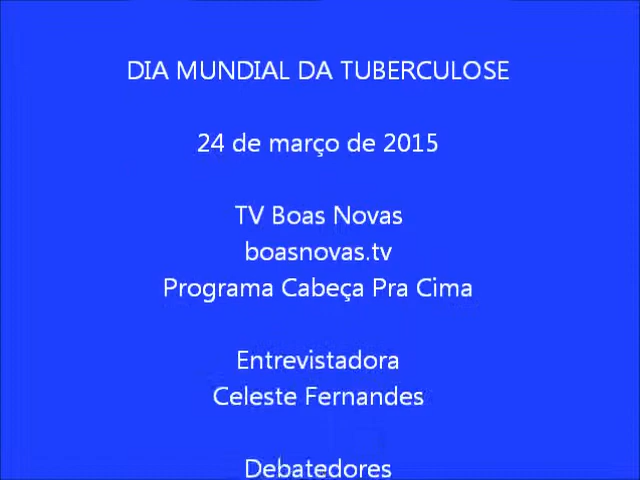 DIA MUNDIAL DA TUBERCULOSE
24 de março de 2015
TV Boas Novas
boasnovas.tv
Programa Cabeça Pra Cima
Entrevistadora
Celeste Fernandes
Debatedores